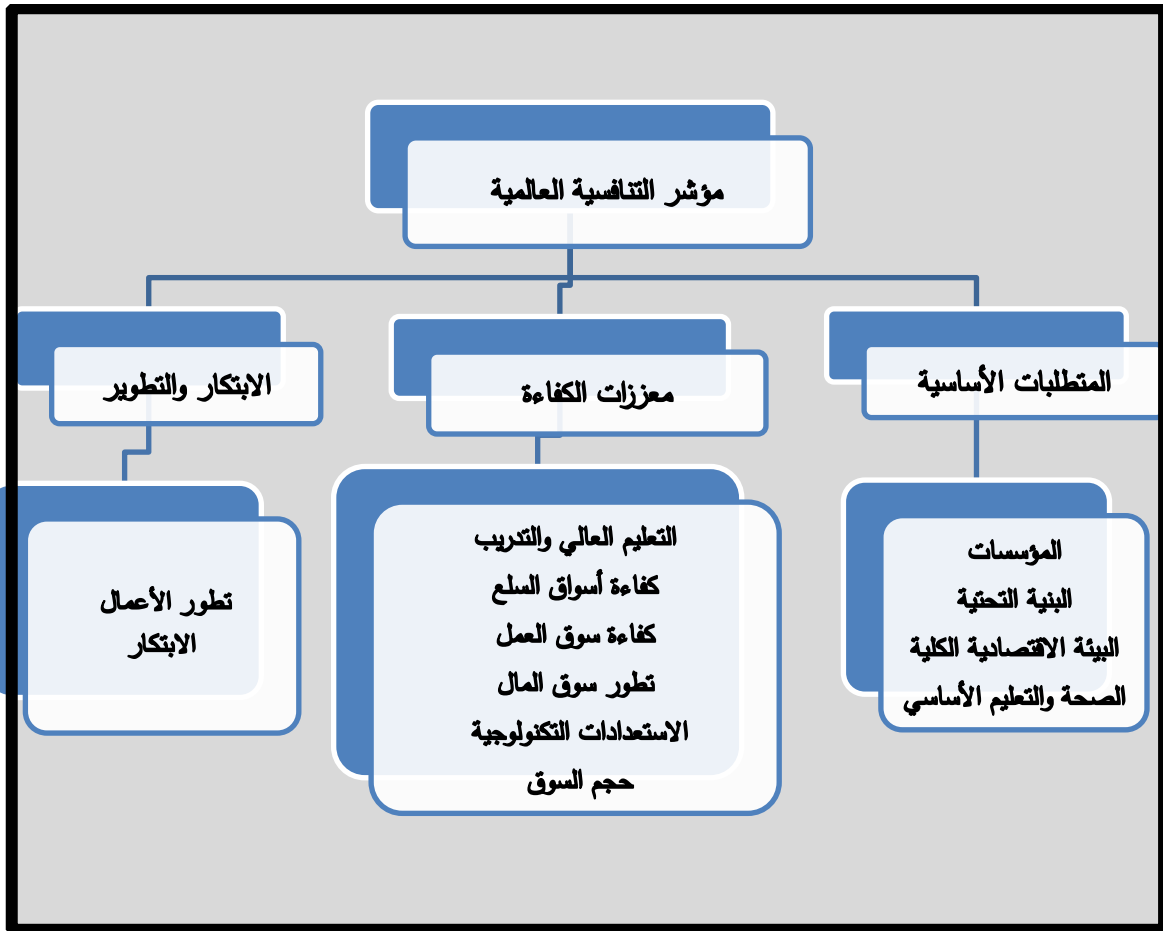 مؤشر التنافسية العالمية
المتطلبات الأساسية
معززات الكفاءة
الابتكار والتطوير
المؤسسات
البنية التحتية
البيئة الاقتصادية الكلية
الصحة والتعليم الأساسي
التعليم العالي والتدريب
كفاءة أسواق السلع
كفاءة سوق العمل
تطور سوق المال
الاستعدادات التكنولوجية
حجم السوق
تطور الأعمال
الابتكار